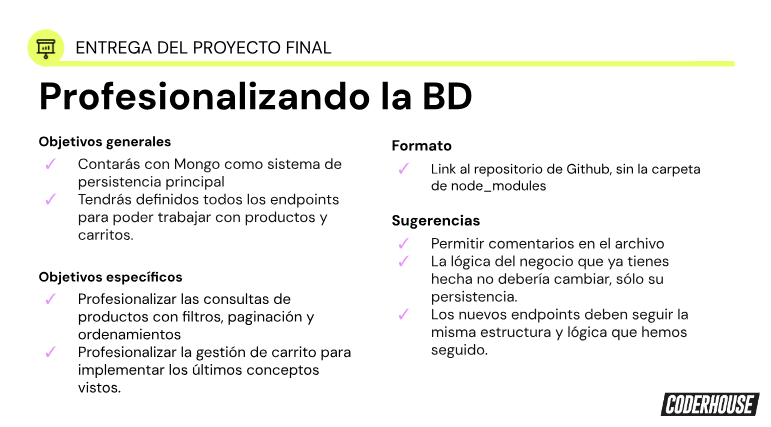 ENTREGA DEL PROYECTO FINAL
Profesionalizando la BD
Objetivos generales
✓ Contarás con Mongo como sistema de
persistencia principal
✓ Tendrás definidos todos los endpoints
para poder trabajar con productos y
carritos.
Objetivos específicos
✓ Profesionalizar las consultas de
productos con filtros, paginación y
ordenamientos
✓ Profesionalizar la gestión de carrito para
implementar los últimos conceptos
vistos.
Formato
✓ Link al repositorio de Github, sin la carpeta
de node_modules
Sugerencias
✓ Permitir comentarios en el archivo
✓ La lógica del negocio que ya tienes
hecha no debería cambiar, sólo su
persistencia.
✓ Los nuevos endpoints deben seguir la
misma estructura y lógica que hemos
seguido.
CODERHOUSE